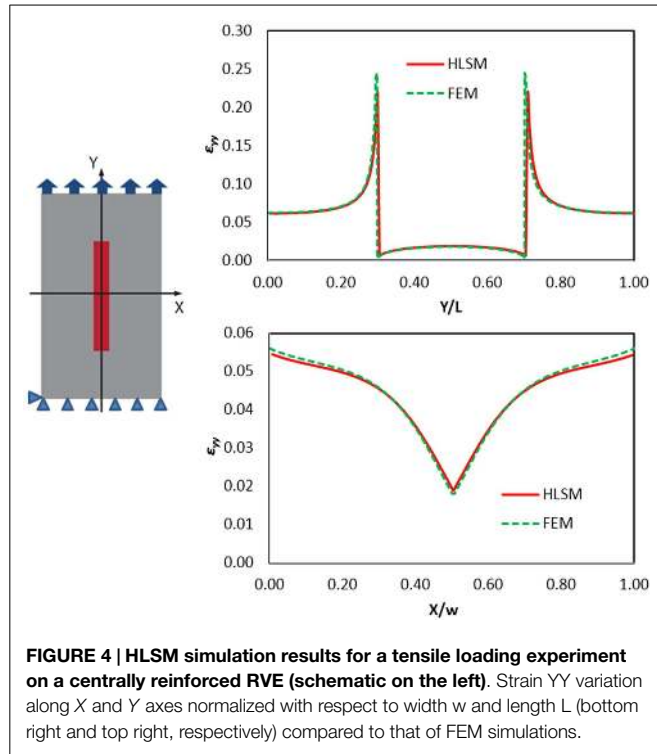 0.30
0.25
0.20
0.15
0.10
0.05
0.00
εyy
HLSM
FEM
0.00 0.20 0.40 0.60 0.80 1.00
Y/L
Y
X
0.06
0.05
0.04
0.03
0.02
0.01
0.00
εyy
HLSM
FEM
0.00 0.20 0.40 0.60 0.80 1.00
X/w
FIGURE 4 | HLSM simulation results for a tensile loading experiment
on a centrally reinforced RVE (schematic on the left). Strain YY variation
along X and Y axes normalized with respect to width w and length L (bottom
right and top right, respectively) compared to that of FEM simulations.